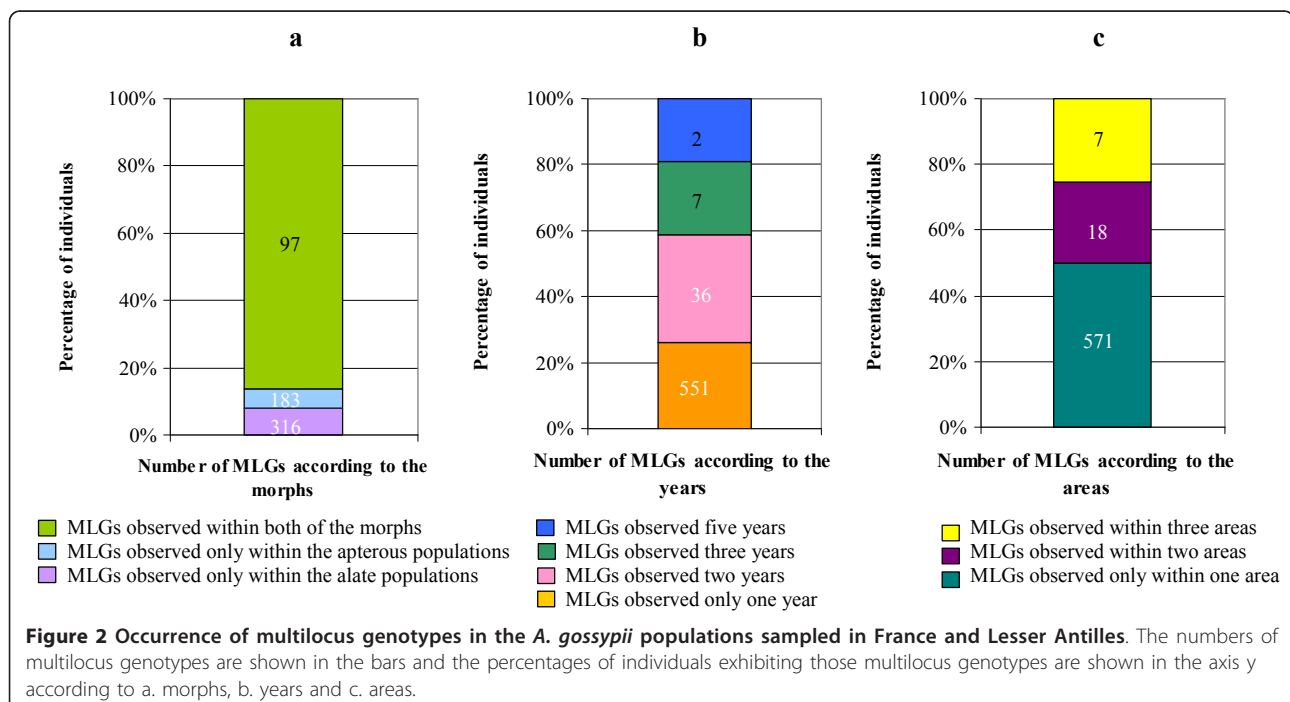 a
100%
80%
60%
40%
20%
0%
Percentage of individuals
97
183
316
Number of MLGs according to the
morphs
MLGs observed within both of the morphs
MLGs observed only within the apterous populations
MLGs observed only within the alate populations
b
100%
80%
60%
40%
20%
0%
Percentage of individuals
2
7
36
551
Number of MLGs according to the
years
MLGs observed five years
MLGs observed three years
MLGs observed two years
MLGs observed only one year
c
100%
80%
60%
40%
20%
0%
Percentage of individuals
7
18
571
Number of MLGs according to the
areas
MLGs observed within three areas
MLGs observed within two areas
MLGs observed only within one area
Figure 2 Occurrence of multilocus genotypes in the A. gossypii populations sampled in France and Lesser Antilles. The numbers of
multilocus genotypes are shown in the bars and the percentages of individuals exhibiting those multilocus genotypes are shown in the axis y
according to a. morphs, b. years and c. areas.